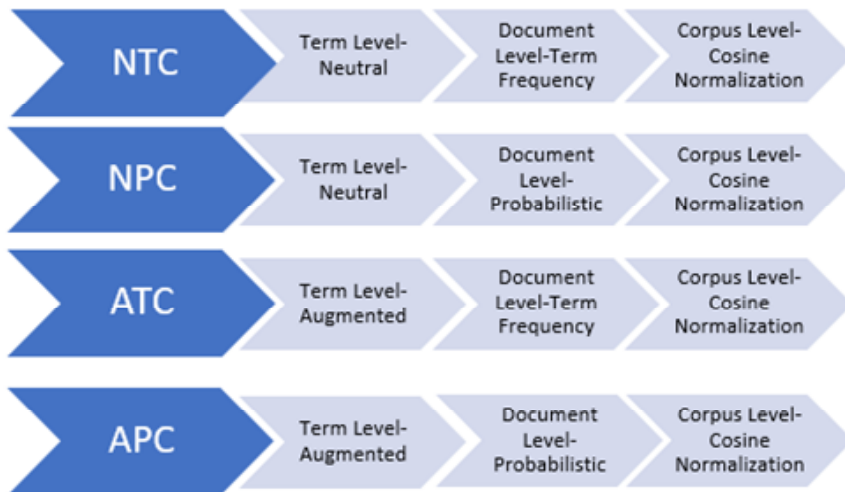 NTC
Term Level-
Neutral
Document
Level-Term
Frequency
Corpus Level-
Cosine
Normalization
NPC
Term Level-
Neutral
Document
Level-
Probabilistic
Corpus Level-
Cosine
Normalization
ATC
Term Level-
Augmented
Document
Level-Term
Frequency
Corpus Level-
Cosine
Normalization
APC
Term Level-
Augmented
Document
Level-
Probabilistic
Corpus Level-
Cosine
Normalization